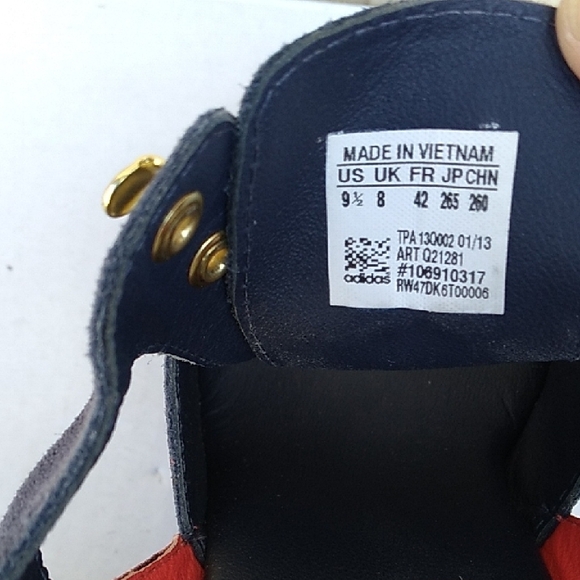 MADE IN VIETNAM
US UK FR JP CHN
9½ 8 42 265 260
TPA 13Q002 01/13
ART Q21281
#106910317
adidas RW47DK6T00006